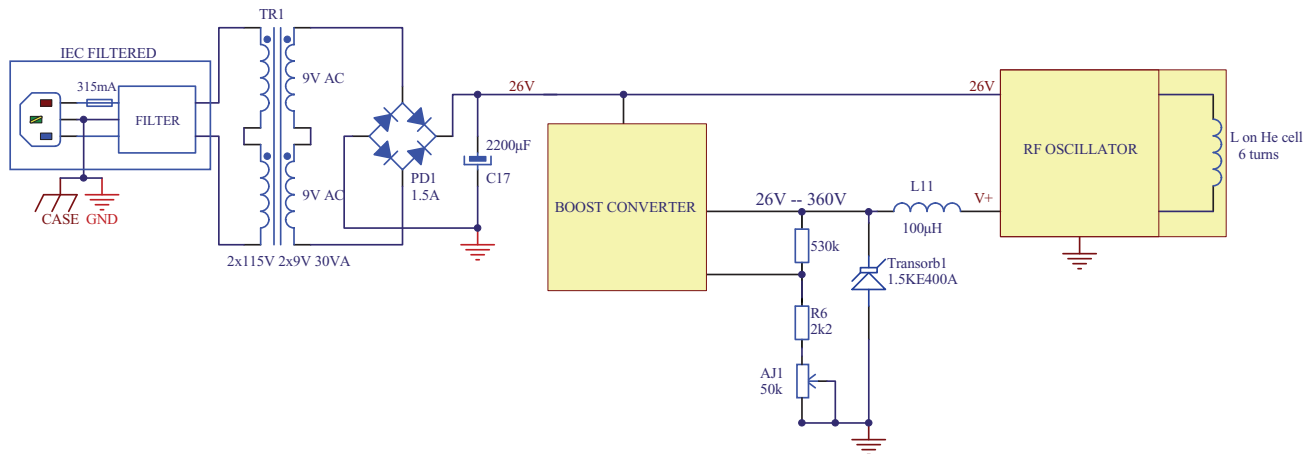 TR1
IEC FILTERED
315mA
FILTER
CASE GND
9V AC
9V AC
2x115V 2x9V 30VA
PD1
1.5A
2200µF
C17
26V
BOOST CONVERTER
26V -- 360V
530k
R6
2k2
AJ1
50k
Transorb1
1.5KE400A
L11
100µH
V+
26V
RF OSCILLATOR
L on He cell
6 turns